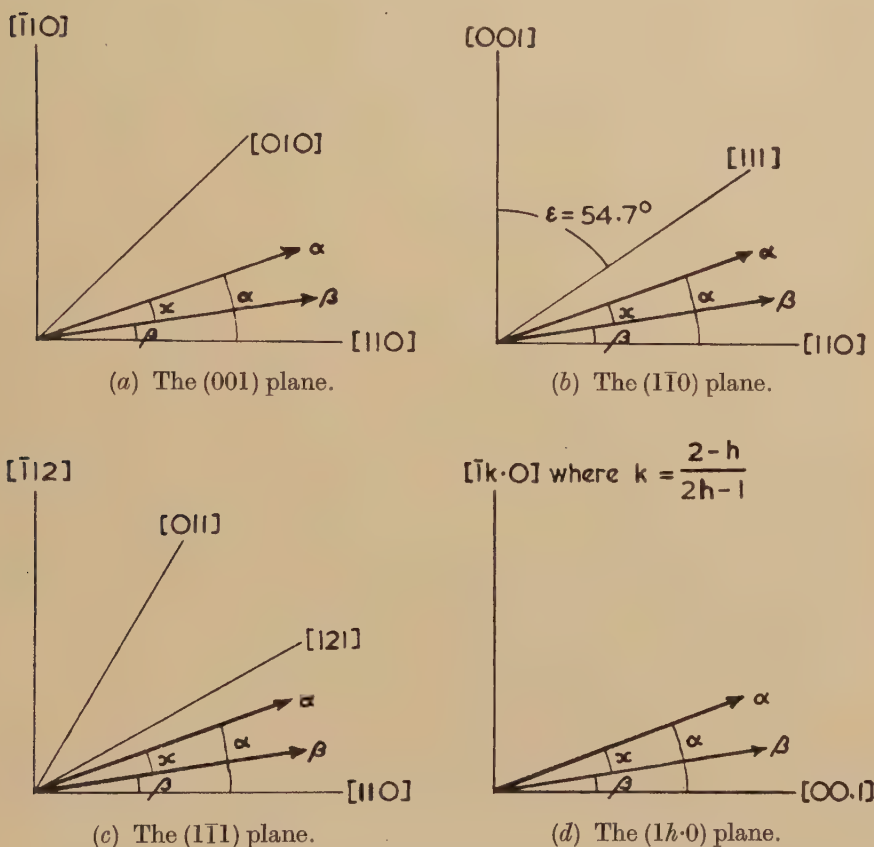 [1̄10]
[010]
α
x
α
β
β
[110]
(a) The (001) plane.
[001]
[111]
ε = 54.7°
α
x
α
β
β
[110]
(b) The (11̄0) plane.
[1̄12]
[011]
[121]
α
x
α
β
β
[110]
(c) The (11̄1) plane.
[1̄k·0] where k = 2-h / 2h-1
α
x
α
β
β
[00.1]
(d) The (1h·0) plane.